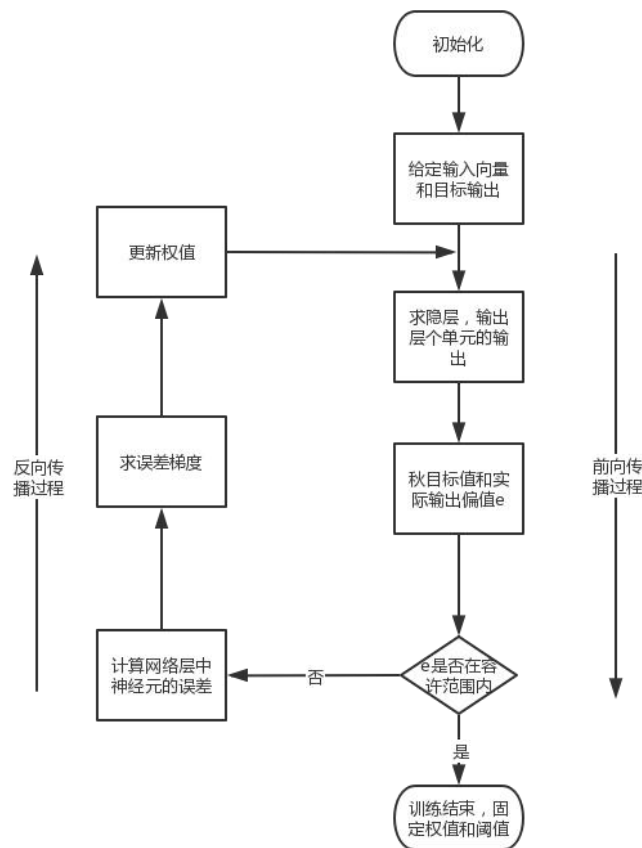 初始化
给定输入向量
和目标输出
更新权值
求隐层，输出
层个单元的输
出
反向传
播过程
求误差梯度
秋目标值和实
际输出偏值e
前向传
播过程
计算网络层中
神经元的误差
否
e是否在容
许范围内
是
训练结束，固
定权值和阈值